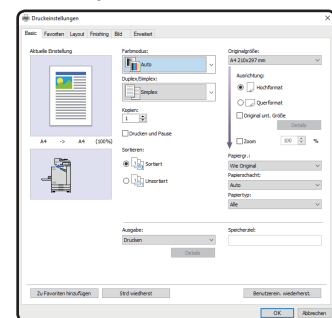 Druckeinstellungen
Basic Favoriten Layout Finishing Bild Erweitert
Aktuelle Einstellung
A4 -> A4 (100%)
Farbmodus:
Auto
Duplex/Simplex:
Simplex
Kopien:
1
Drucken und Pause
Sortieren:
Sortiert
Unsortiert
Originalgröße:
A4 210x297 mm
Ausrichtung:
Hochformat
Querformat
Original unt. Größe
Details
Zoom 100 %
Papiergr.:
Wie Original
Papierschacht:
Auto
Papiertyp:
Alle
Ausgabe:
Drucken
Details
Speicherziel:
Zu Favoriten hinzufügen Strd wiedherst Benutzerein. wiederherst.
OK Abbrechen